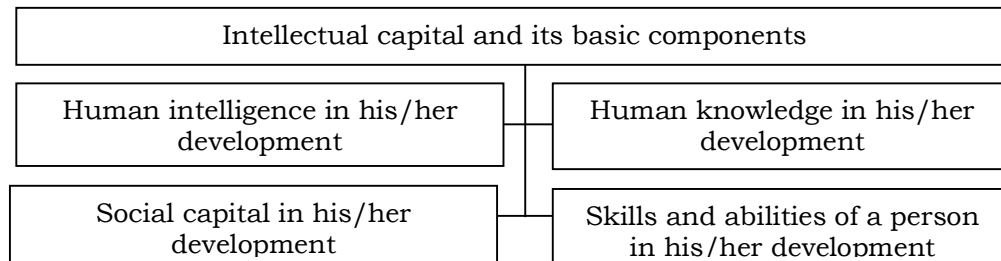 Intellectual capital and its basic components
Human intelligence in his/her
development
Human knowledge in his/her
development
Social capital in his/her
development
Skills and abilities of a person
in his/her development